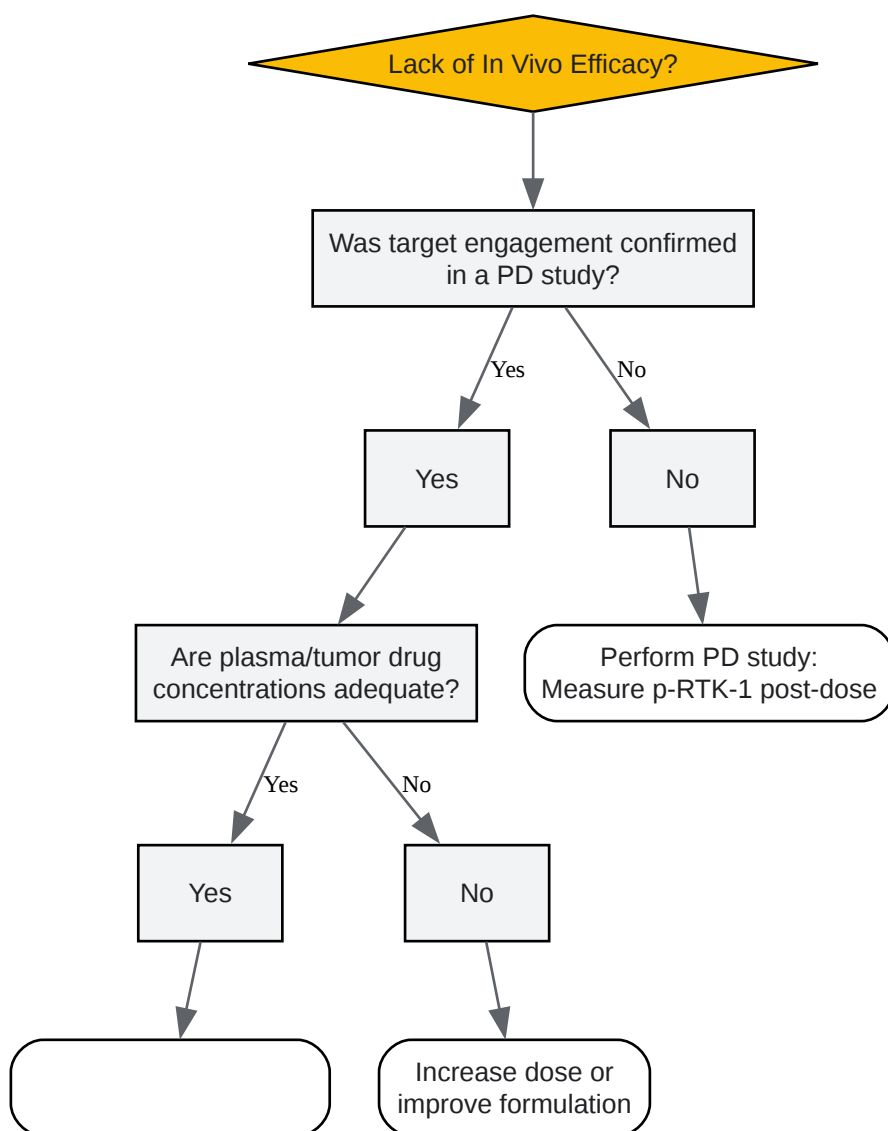 Lack of In Vivo Efficacy?
Was target engagement confirmed
in a PD study?
Yes
No
Yes
No
Are plasma/tumor drug
concentrations adequate?
Perform PD study:
Measure p-RTK-1 post-dose
Yes
No
Yes
No
Increase dose or
improve formulation